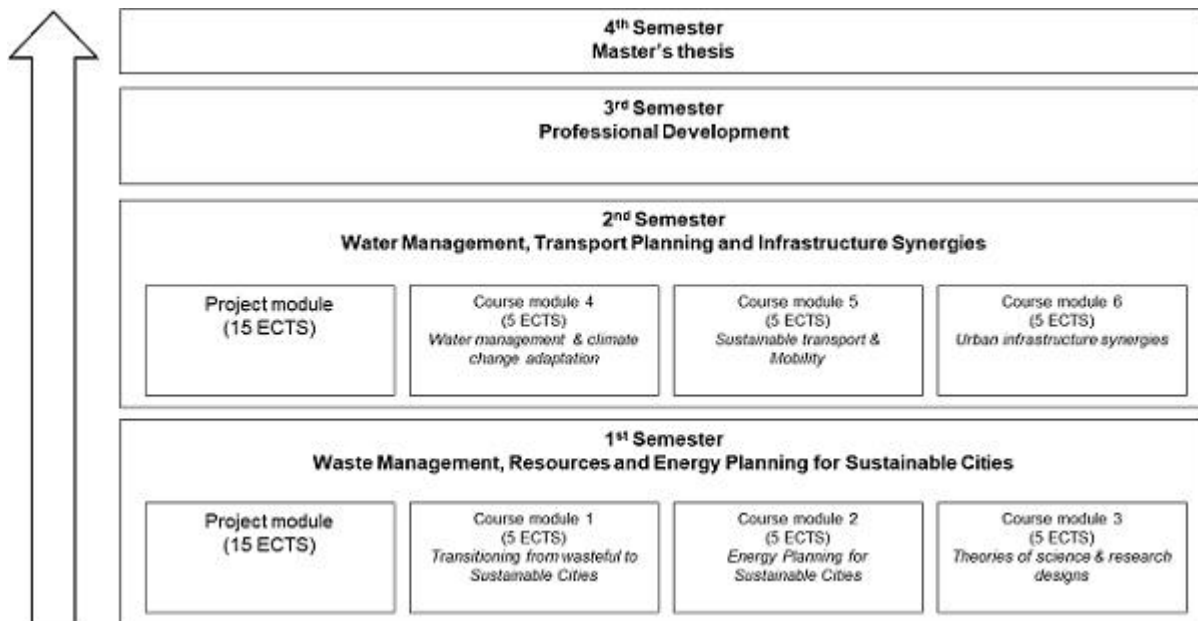 4th Semester
Master's thesis
3rd Semester
Professional Development
2nd Semester
Water Management, Transport Planning and Infrastructure Synergies
Project module
(15 ECTS)
Course module 4
(5 ECTS)
Water management & climate
change adaptation
Course module 5
(5 ECTS)
Sustainable transport &
Mobility
Course module 6
(5 ECTS)
Urban infrastructure synergies
1st Semester
Waste Management, Resources and Energy Planning for Sustainable Cities
Project module
(15 ECTS)
Course module 1
(5 ECTS)
Transitioning from wasteful to
Sustainable Cities
Course module 2
(5 ECTS)
Energy Planning for
Sustainable Cities
Course module 3
(5 ECTS)
Theories of science & research
designs